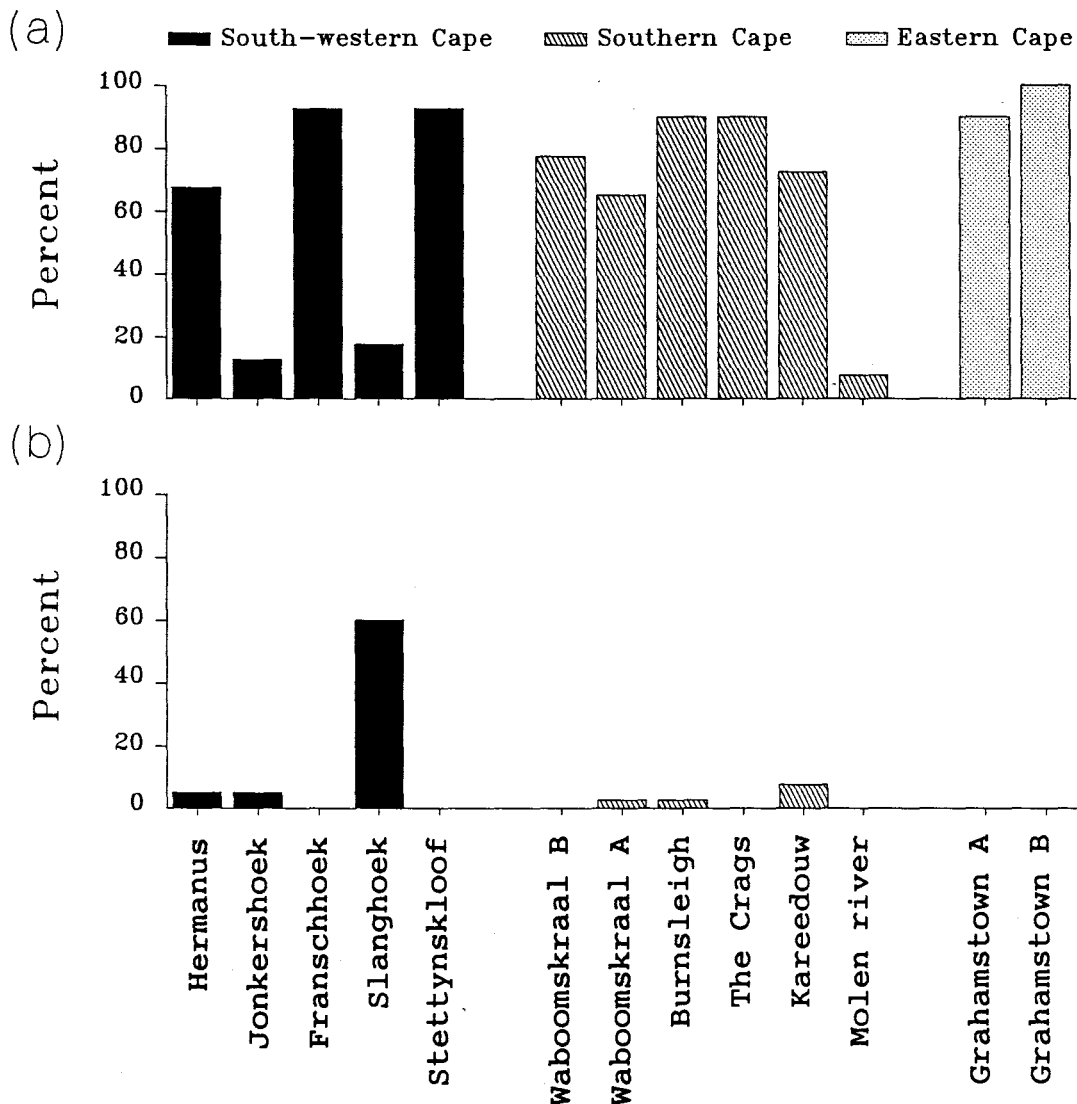 (a)
South-western Cape Southern Cape Eastern Cape
100
80
60
40
20
0
Percent
(b)
100
80
60
40
20
0
Percent
Hermanus
Jonkershoek
Franschhoek
Slanghoek
Stettynskloof
Waboomskraal B
Waboomskraal A
Burnsleigh
The Crags
Kareedouw
Molen river
Grahamstown A
Grahamstown B